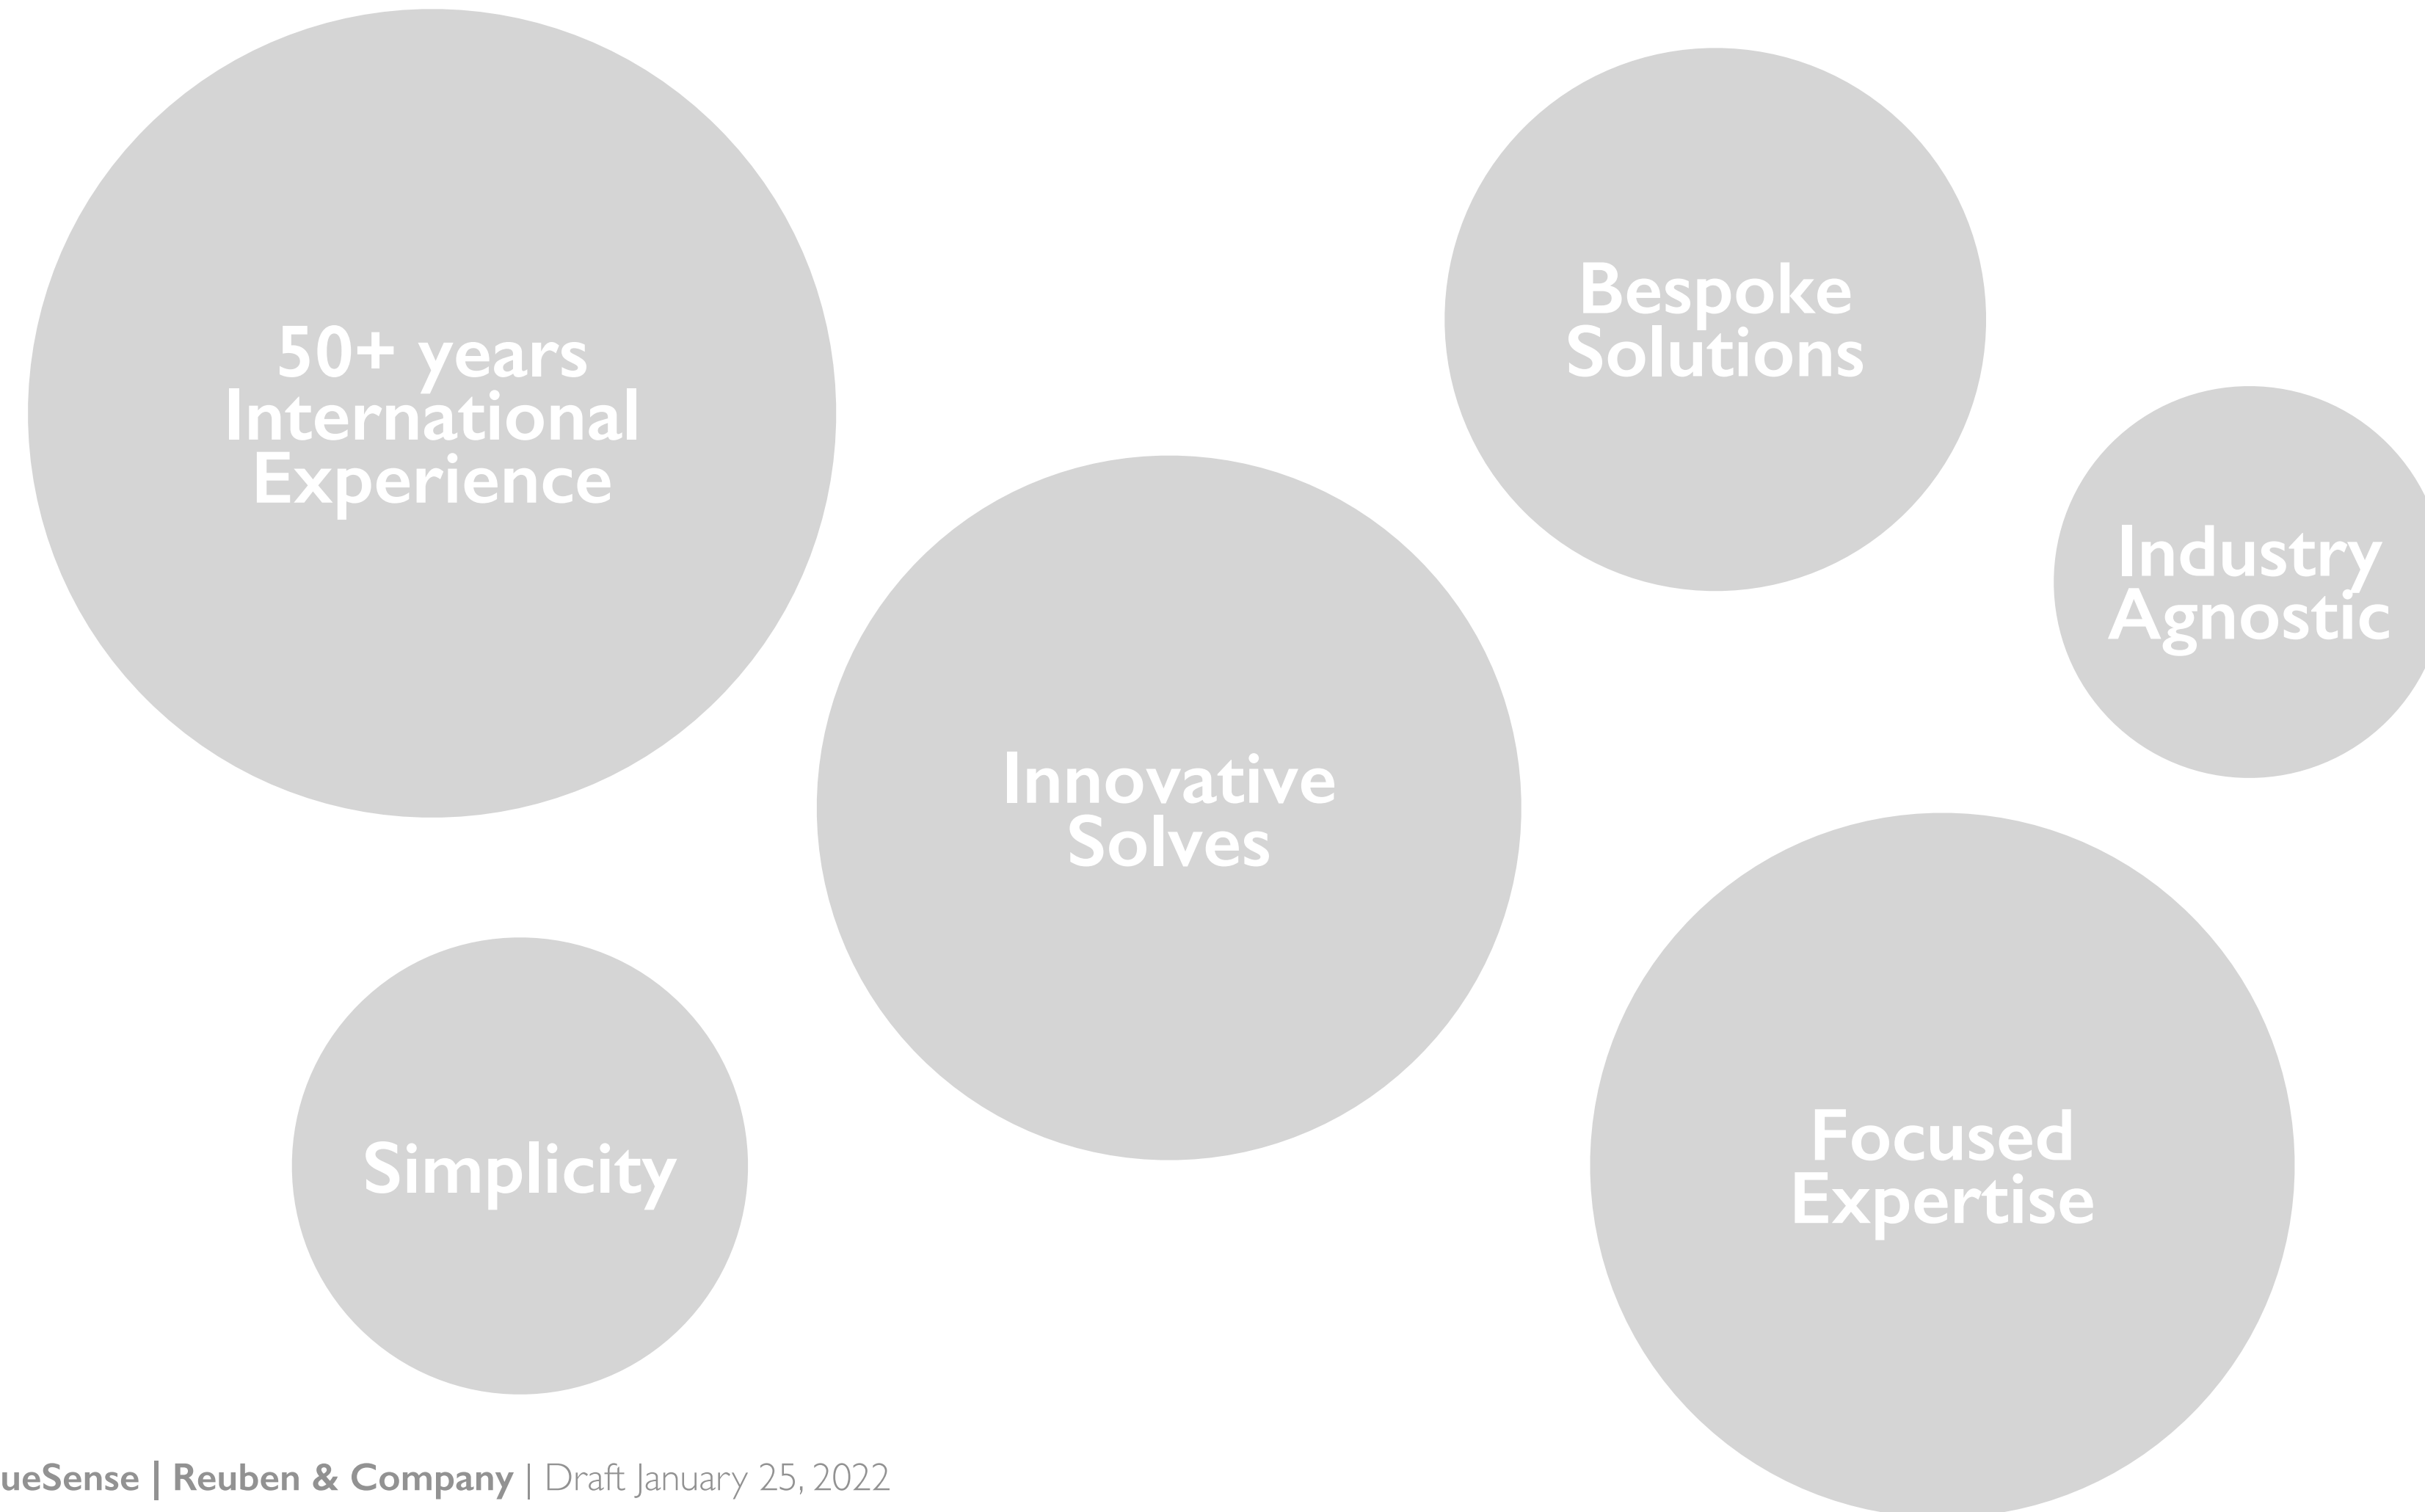 50+ years
International
Experience
Bespoke
Solutions
Industry
Agnostic
Innovative
Solves
Simplicity
Focused
Expertise
ueSense | Reuben & Company | Draft January 25, 2022